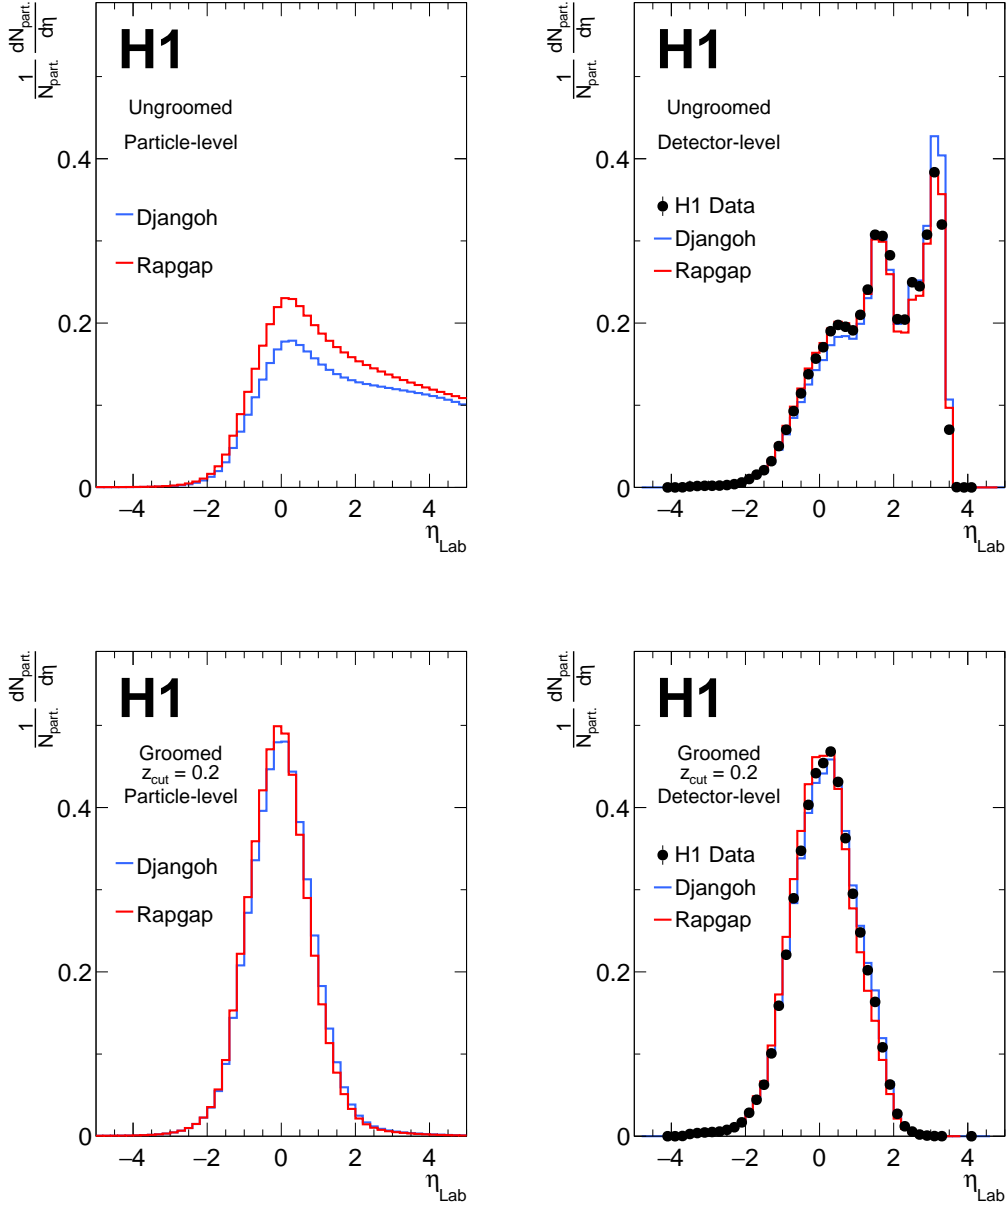 1 dN_part.
N_part. dη
H1
Ungroomed
Particle-level
Djangoh
Rapgap
0.4
0.2
0
−4 −2 0 2 4
η_Lab
1 dN_part.
N_part. dη
H1
Ungroomed
Detector-level
H1 Data
Djangoh
Rapgap
0.4
0.2
0
−4 −2 0 2 4
η_Lab
1 dN_part.
N_part. dη
H1
Groomed
z_cut = 0.2
Particle-level
Djangoh
Rapgap
0.4
0.2
0
−4 −2 0 2 4
η_Lab
1 dN_part.
N_part. dη
H1
Groomed
z_cut = 0.2
Detector-level
H1 Data
Djangoh
Rapgap
0.4
0.2
0
−4 −2 0 2 4
η_Lab